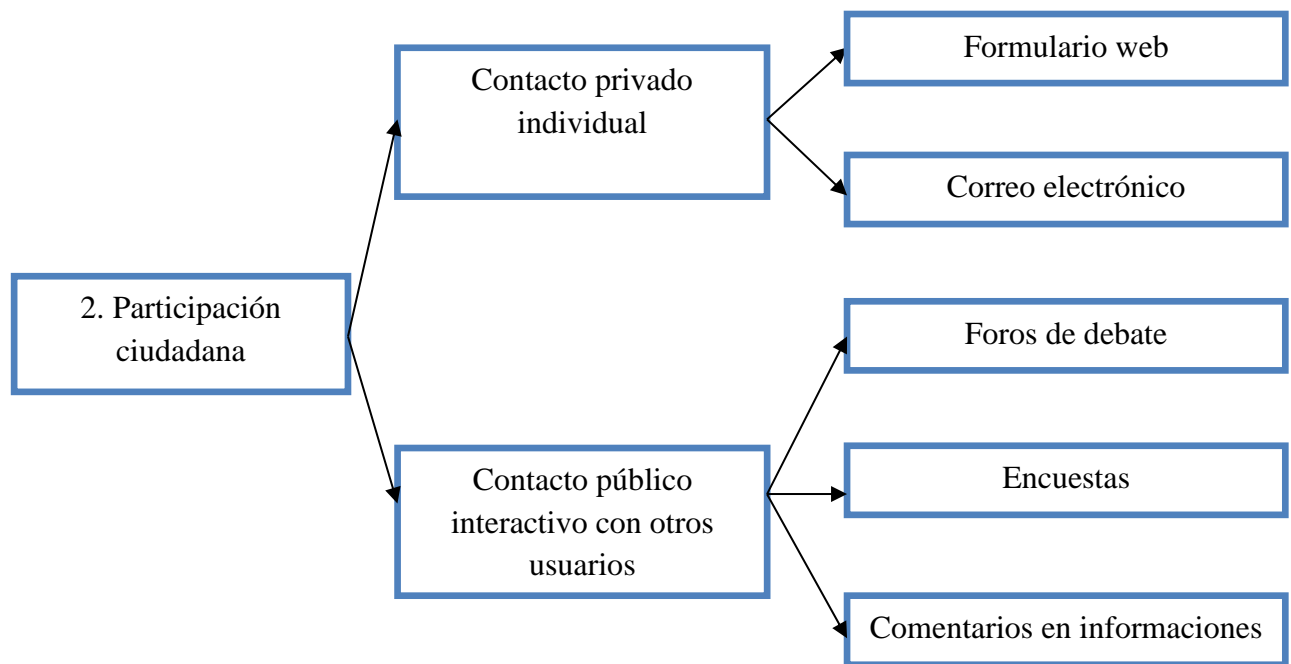 2. Participación
ciudadana
Contacto privado
individual
Formulario web
Correo electrónico
Contacto público
interactivo con otros
usuarios
Foros de debate
Encuestas
Comentarios en informaciones